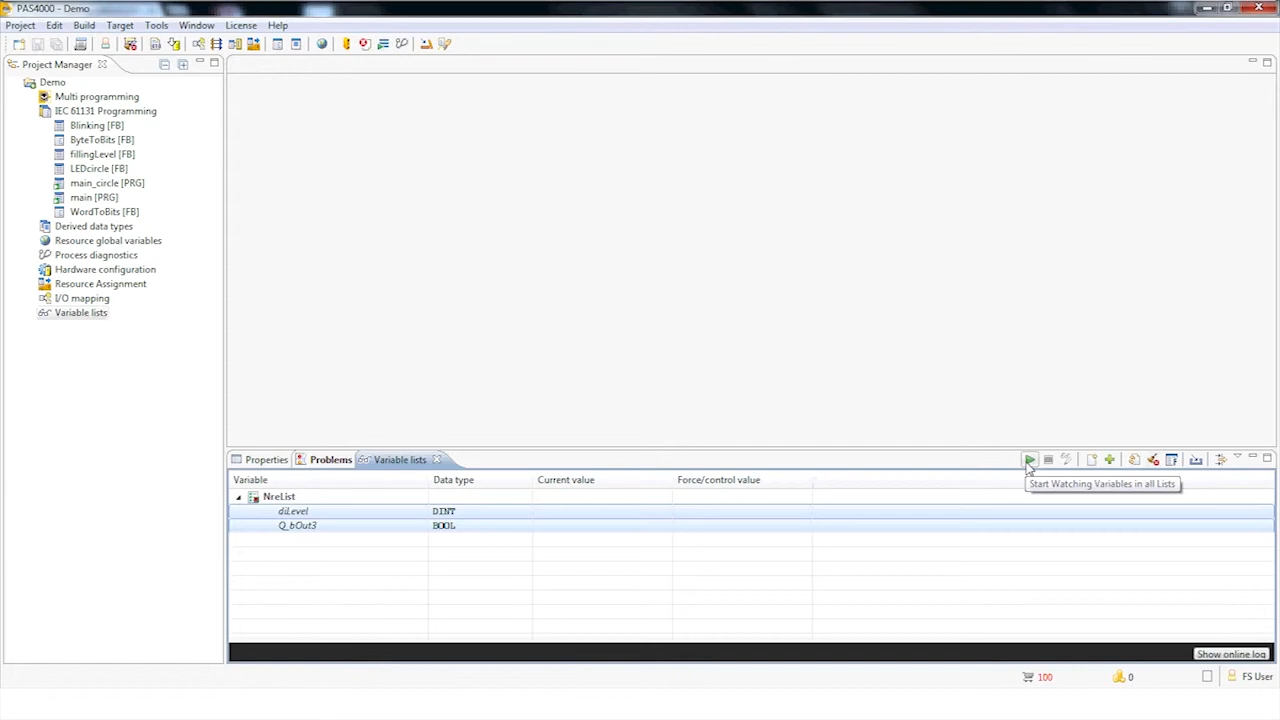 PAS4000 - Demo
Project Edit Build Target Tools Window License Help
Project Manager
Demo
Multi programming
IEC 61131 Programming
Blinking [FB]
ByteToBits [FB]
fillingLevel [FB]
LEDcircle [FB]
main_circle [PRG]
main [PRG]
WordToBits [FB]
Derived data types
Resource global variables
Process diagnostics
Hardware configuration
Resource Assignment
I/O mapping
Variable lists
Properties Problems Variable lists
Start Watching Variables in all Lists
Variable Data type Current value Force/control value
NreList
diLevel DINT
Q_bOut3 BOOL
Show online log
100 0 FS User